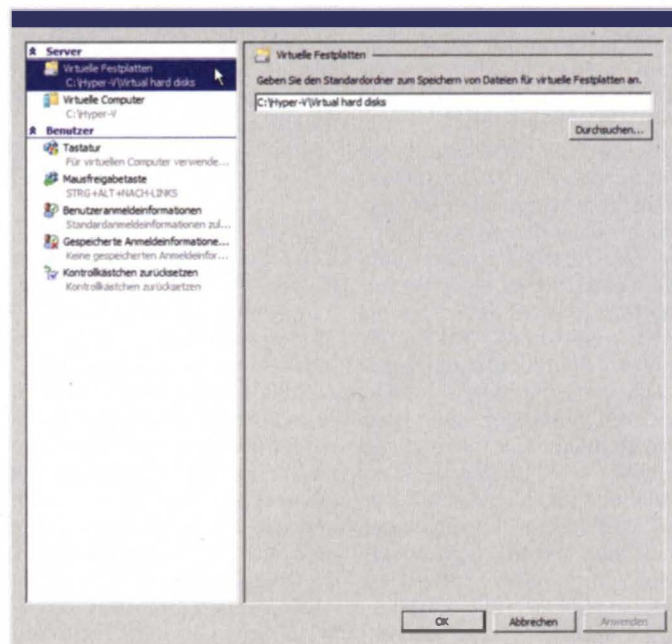 Server
Virtuelle Festplatten
C:\Hyper-V\Virtual hard disks
Virtuelle Computer
C:\Hyper-V
Benutzer
Tastatur
Für virtuellen Computer verwende...
Mausfreigabetaste
STRG+ALT+NACH-LINKS
Benutzeranmeldeinformationen
Standardanmeldeinformationen zul...
Gespeicherte Anmeldeinformatione...
Keine gespeicherten Anmeldeinfor...
Kontrollkästchen zurücksetzen
Kontrollkästchen zurücksetzen
Virtuelle Festplatten
Geben Sie den Standardordner zum Speichern von Dateien für virtuelle Festplatten an.
C:\Hyper-V\Virtual hard disks
Durchsuchen...
OK
Abbrechen
Anwenden